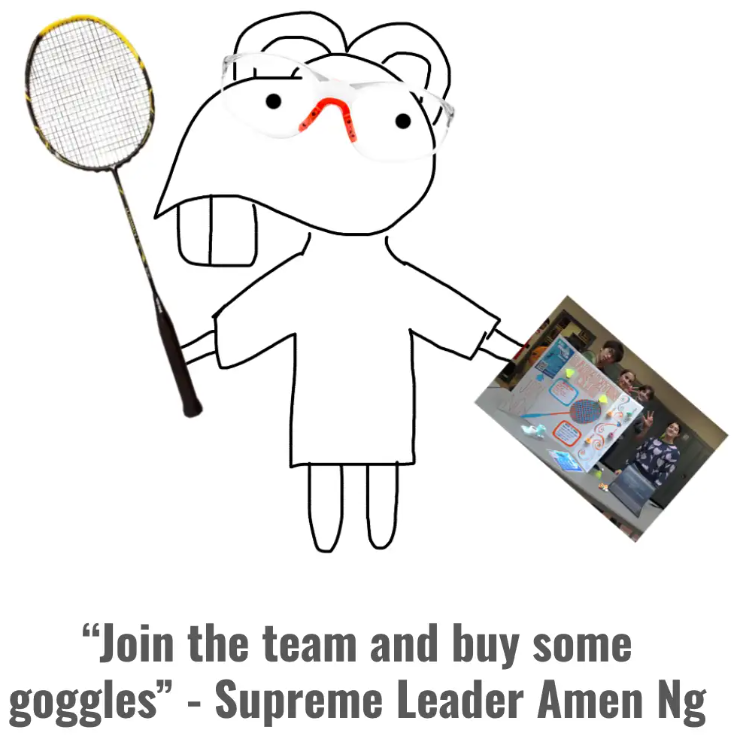 “Join the team and buy some
goggles” - Supreme Leader Amen Ng